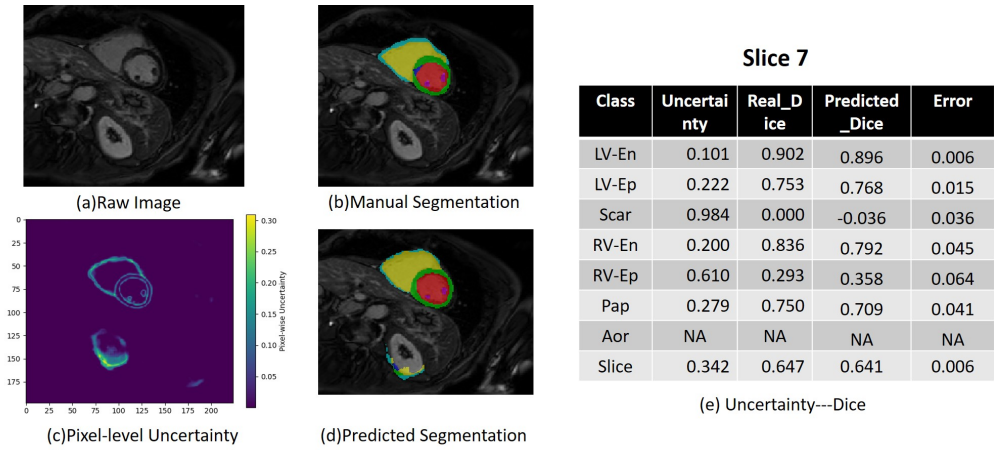 (a)Raw Image
(b)Manual Segmentation
0
25
50
75
100
125
150
175
0 25 50 75 100 125 150 175 200
0.30
0.25
0.20
0.15
0.10
0.05
Pixel-wise Uncertainty
(c)Pixel-level Uncertainty
(d)Predicted Segmentation
Slice 7
Class Uncertai Real_D Predicted Error
nty ice _Dice
LV-En 0.101 0.902 0.896 0.006
LV-Ep 0.222 0.753 0.768 0.015
Scar 0.984 0.000 -0.036 0.036
RV-En 0.200 0.836 0.792 0.045
RV-Ep 0.610 0.293 0.358 0.064
Pap 0.279 0.750 0.709 0.041
Aor NA NA NA NA
Slice 0.342 0.647 0.641 0.006
(e) Uncertainty---Dice